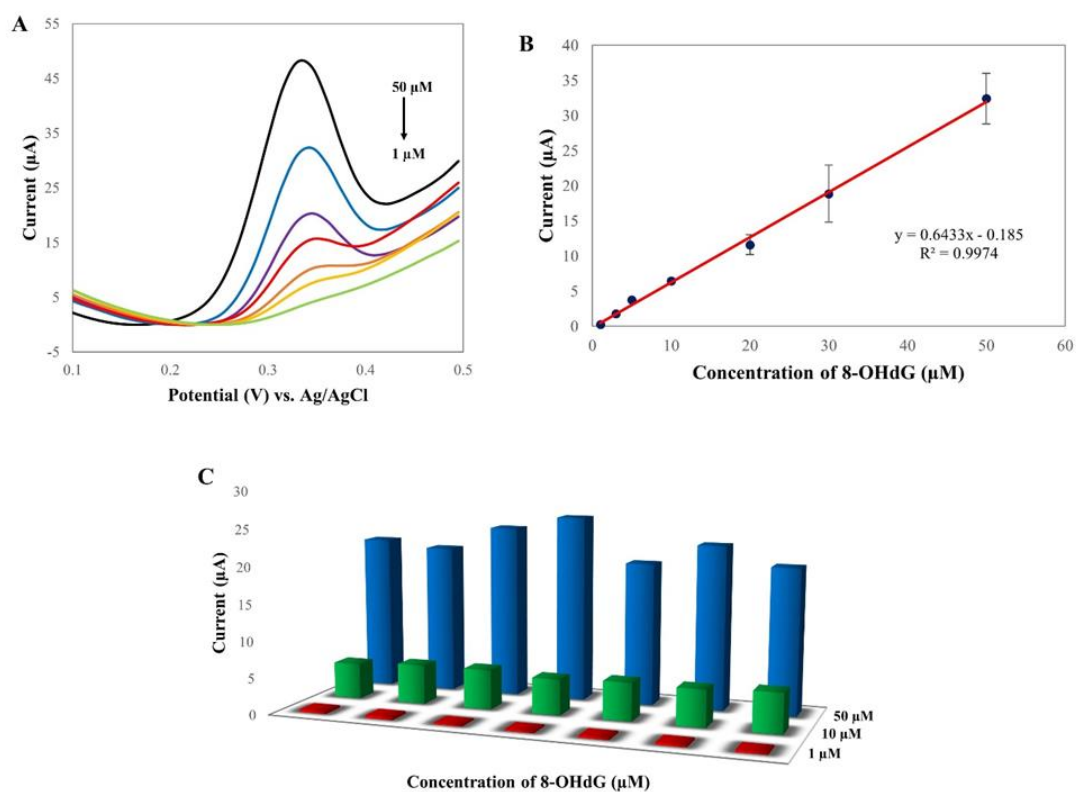 A
55
45
35
25
15
5
-5
0.1
0.2
0.3
0.4
0.5
Current (µA)
Potential (V) vs. Ag/AgCl
50 µM
1 µM
B
40
35
30
25
20
15
10
5
0
0
10
20
30
40
50
60
Current (µA)
Concentration of 8-OHdG (µM)
y = 0.6433x - 0.185
R² = 0.9974
C
30
25
20
15
10
5
0
Current (µA)
50 µM
10 µM
1 µM
Concentration of 8-OHdG (µM)